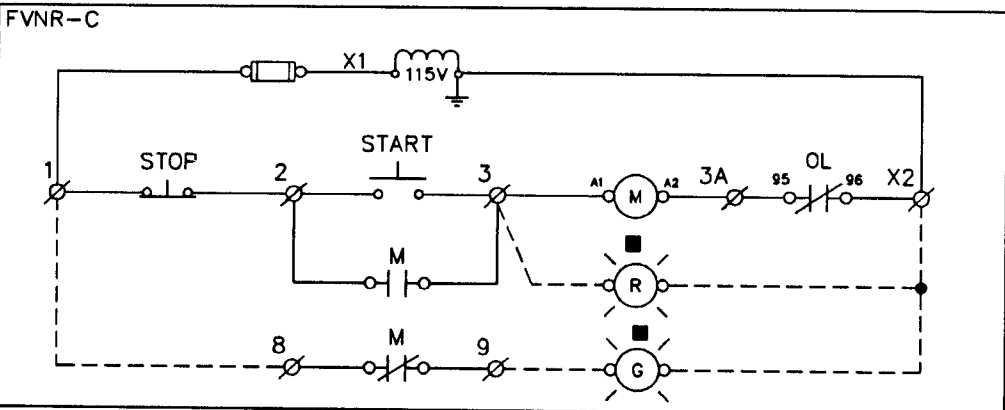 FVNR-C
X1
115V
1
STOP
2
START
3
A1 M A2
3A
95 OL 96
X2
M
R
8
M
9
G